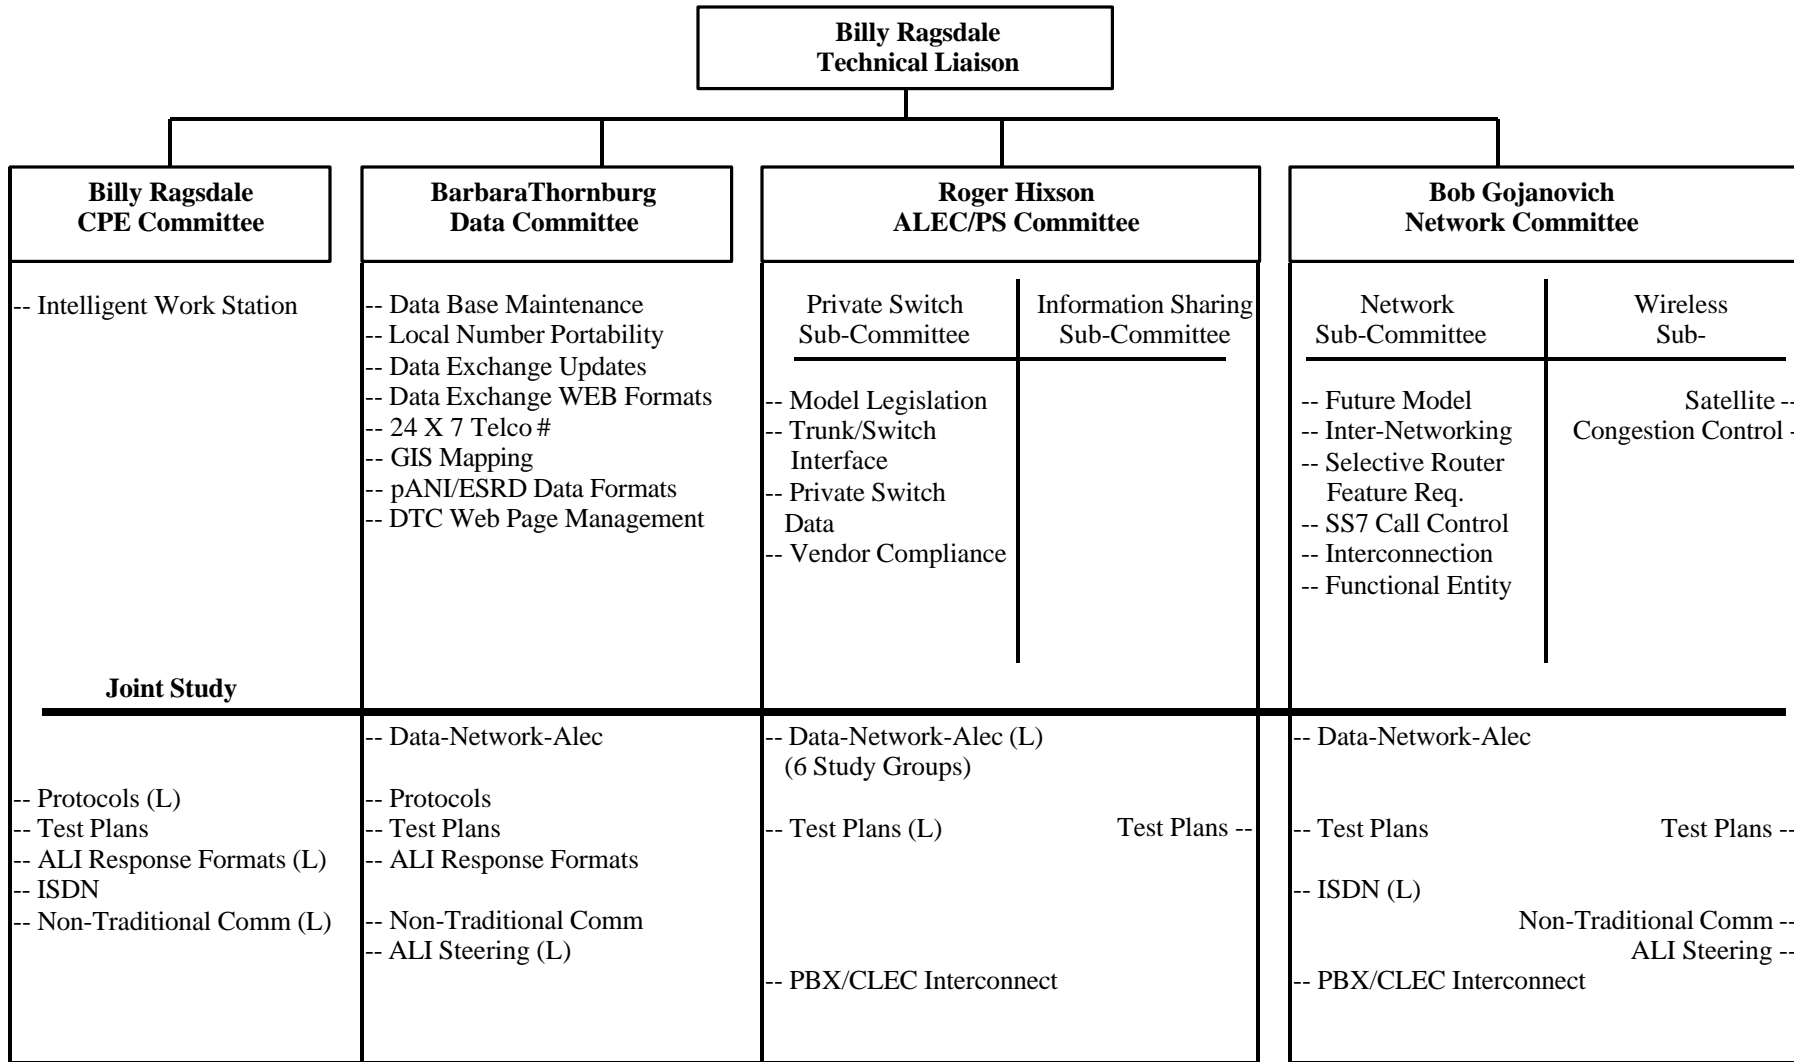 Billy Ragsdale
Technical Liaison
Billy Ragsdale
CPE Committee
BarbaraThornburg
Data Committee
Roger Hixson
ALEC/PS Committee
Bob Gojanovich
Network Committee
-- Intelligent Work Station
-- Data Base Maintenance
-- Local Number Portability
-- Data Exchange Updates
-- Data Exchange WEB Formats
-- 24 X 7 Telco #
-- GIS Mapping
-- pANI/ESRD Data Formats
-- DTC Web Page Management
Private Switch
Sub-Committee
Information Sharing
Sub-Committee
-- Model Legislation
-- Trunk/Switch
Interface
-- Private Switch
Data
-- Vendor Compliance
Network
Sub-Committee
Wireless
Sub-
-- Future Model
-- Inter-Networking
-- Selective Router
Feature Req.
-- SS7 Call Control
-- Interconnection
-- Functional Entity
Satellite --
Congestion Control -
Joint Study
-- Protocols (L)
-- Test Plans
-- ALI Response Formats (L)
-- ISDN
-- Non-Traditional Comm (L)
-- Data-Network-Alec
-- Protocols
-- Test Plans
-- ALI Response Formats
-- Non-Traditional Comm
-- ALI Steering (L)
-- Data-Network-Alec (L)
(6 Study Groups)
-- Test Plans (L)
Test Plans --
-- PBX/CLEC Interconnect
-- Data-Network-Alec
-- Test Plans
Test Plans --
-- ISDN (L)
Non-Traditional Comm --
ALI Steering --
-- PBX/CLEC Interconnect